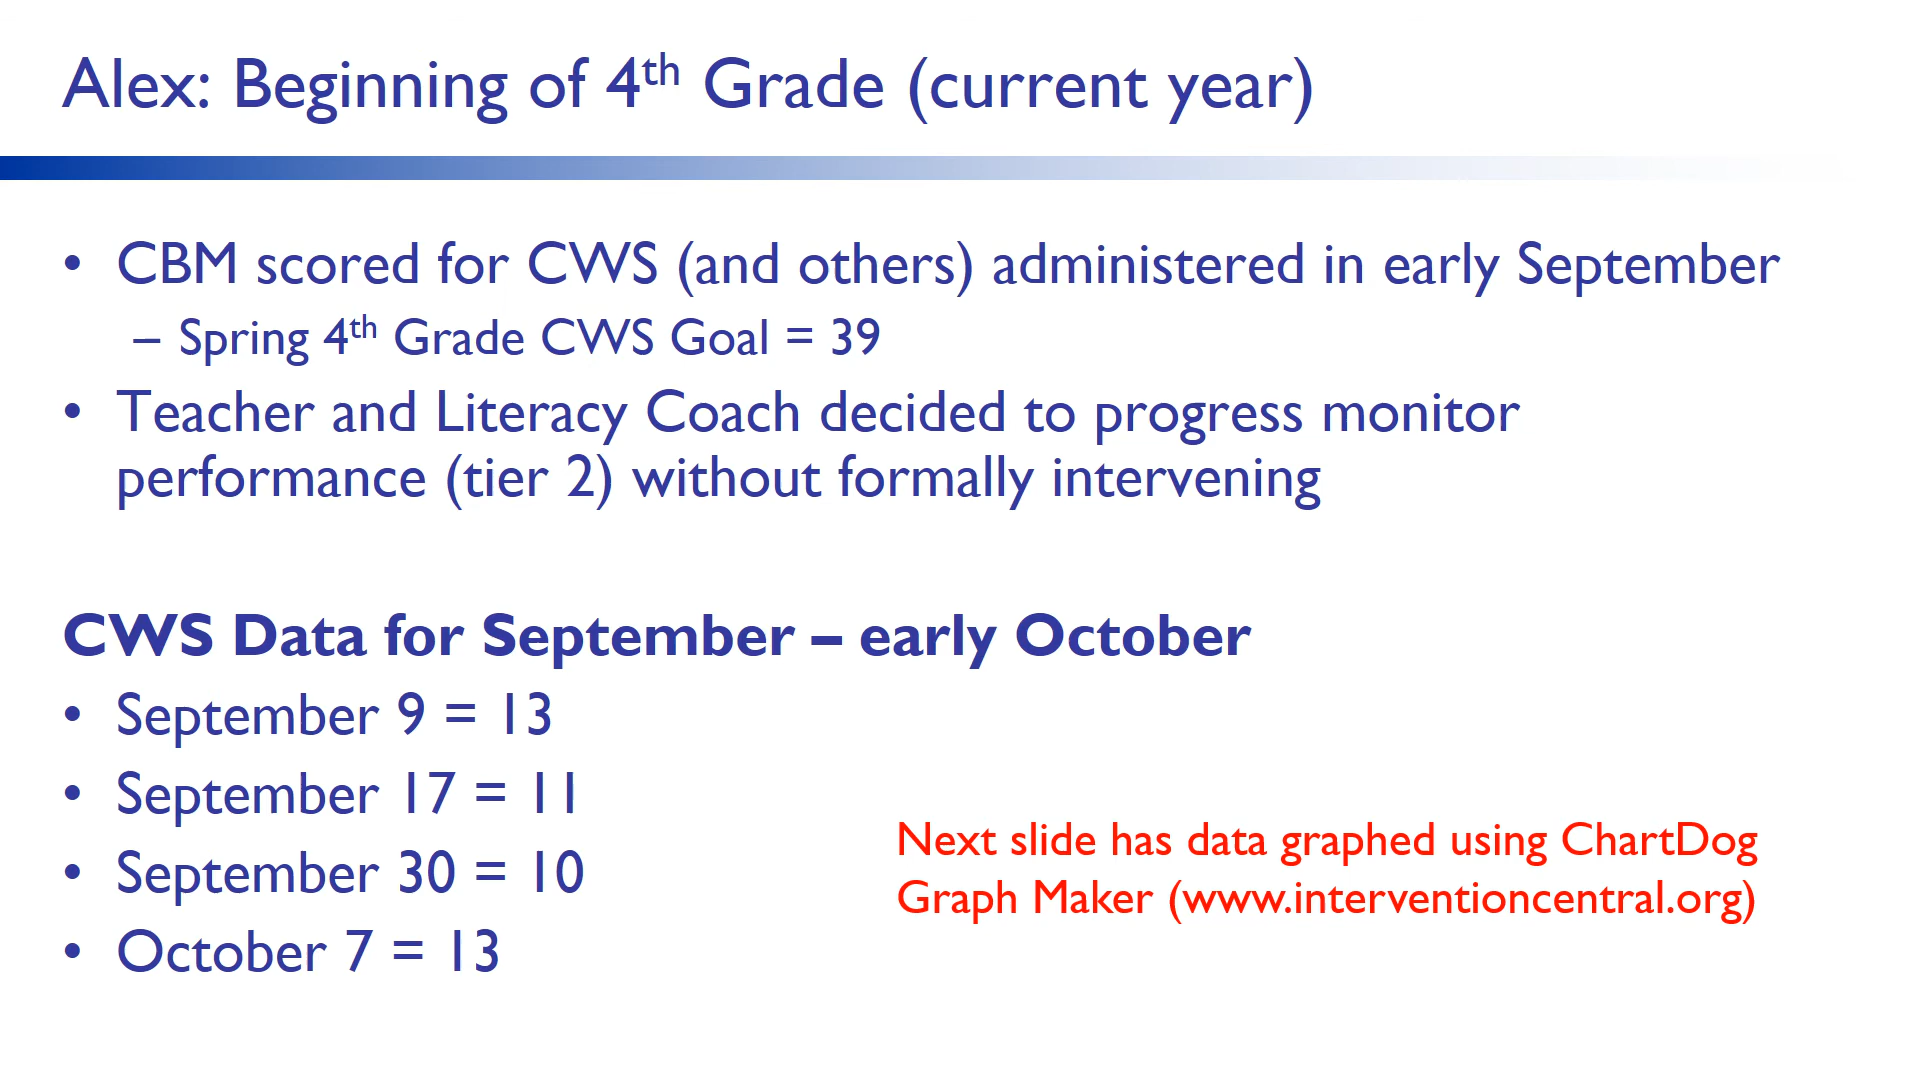 Alex: Beginning of 4th Grade (current year)
• CBM scored for CWS (and others) administered in early September
– Spring 4th Grade CWS Goal = 39
• Teacher and Literacy Coach decided to progress monitor
performance (tier 2) without formally intervening
CWS Data for September – early October
• September 9 = 13
• September 17 = 11
• September 30 = 10
• October 7 = 13
Next slide has data graphed using ChartDog
Graph Maker (www.interventioncentral.org)